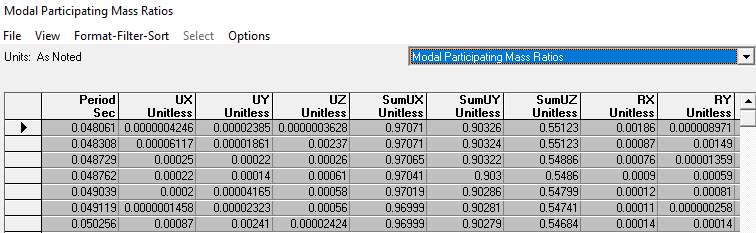 Modal Participating Mass Ratios
File View Format-Filter-Sort Select Options
Units: As Noted Modal Participating Mass Ratios
Period UX UY UZ SumUX SumUY SumUZ RX RY
Sec Unitless Unitless Unitless Unitless Unitless Unitless Unitless Unitless
0.048061 0.0000004246 0.00002385 0.0000003628 0.97071 0.90326 0.55123 0.00186 0.000008971
0.048308 0.00006117 0.00001861 0.00237 0.97071 0.90324 0.55123 0.00087 0.00149
0.048729 0.00025 0.00022 0.00026 0.97065 0.90322 0.54886 0.00076 0.00001359
0.048762 0.00022 0.00014 0.00061 0.97041 0.903 0.5486 0.0009 0.00059
0.049039 0.0002 0.00004165 0.00058 0.97019 0.90286 0.54799 0.00012 0.00081
0.049119 0.0000001458 0.00002323 0.00056 0.96999 0.90281 0.54741 0.00011 0.000000258
0.050256 0.00087 0.00241 0.00002424 0.96999 0.90279 0.54684 0.00014 0.00014